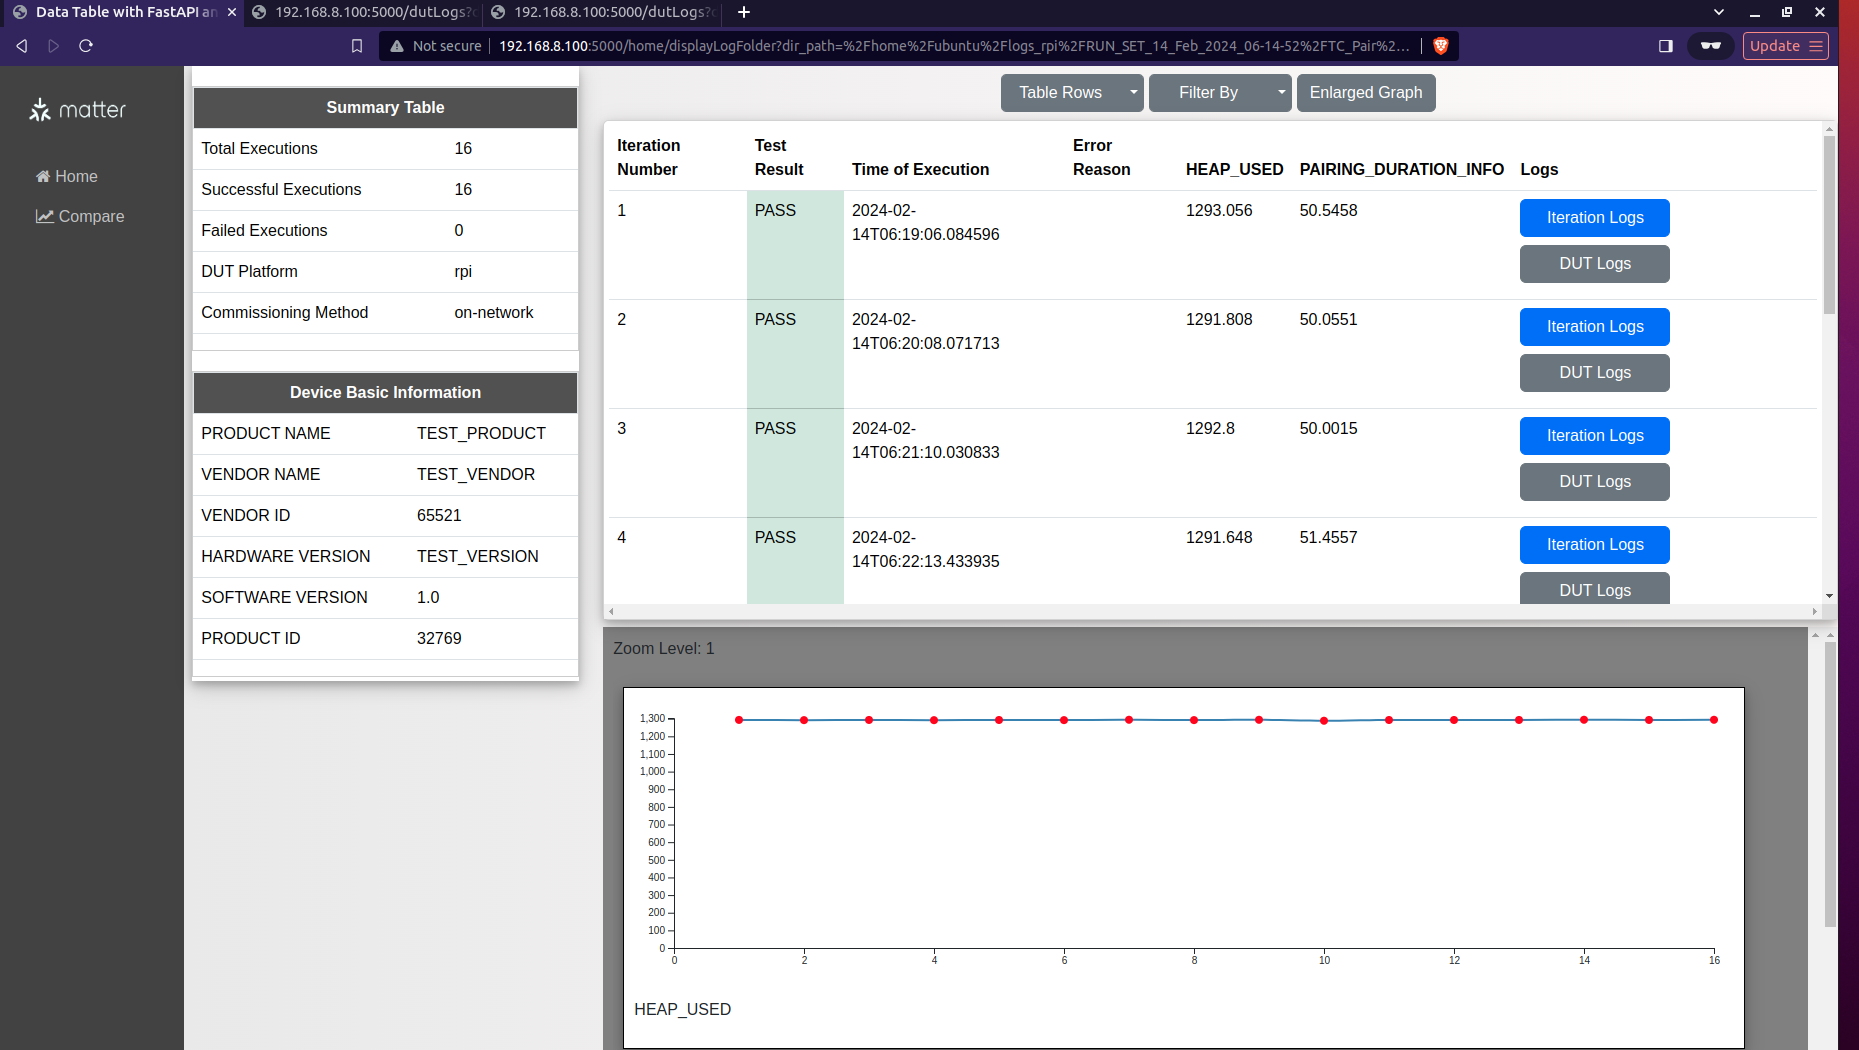 Data Table with FastAPI an
192.168.8.100:5000/dutLogs?
192.168.8.100:5000/dutLogs?
Not secure
192.168.8.100:5000/home/displayLogFolder?dir_path=%2Fhome%2Fubuntu%2Flogs_rpi%2FRUN_SET_14_Feb_2024_06-14-52%2FTC_Pair%2...
Update
matter
Home
Compare
Summary Table
Total Executions 16
Successful Executions 16
Failed Executions 0
DUT Platform rpi
Commissioning Method on-network
Device Basic Information
PRODUCT NAME TEST_PRODUCT
VENDOR NAME TEST_VENDOR
VENDOR ID 65521
HARDWARE VERSION TEST_VERSION
SOFTWARE VERSION 1.0
PRODUCT ID 32769
Table Rows Filter By Enlarged Graph
Iteration Test Error
Number Result Time of Execution Reason HEAP_USED PAIRING_DURATION_INFO Logs
1 PASS 2024-02- 1293.056 50.5458 Iteration Logs
14T06:19:06.084596
DUT Logs
2 PASS 2024-02- 1291.808 50.0551 Iteration Logs
14T06:20:08.071713
DUT Logs
3 PASS 2024-02- 1292.8 50.0015 Iteration Logs
14T06:21:10.030833
DUT Logs
4 PASS 2024-02- 1291.648 51.4557 Iteration Logs
14T06:22:13.433935
DUT Logs
Zoom Level: 1
1,300
1,200
1,100
1,000
900
800
700
600
500
400
300
200
100
0
0 2 4 6 8 10 12 14 16
HEAP_USED